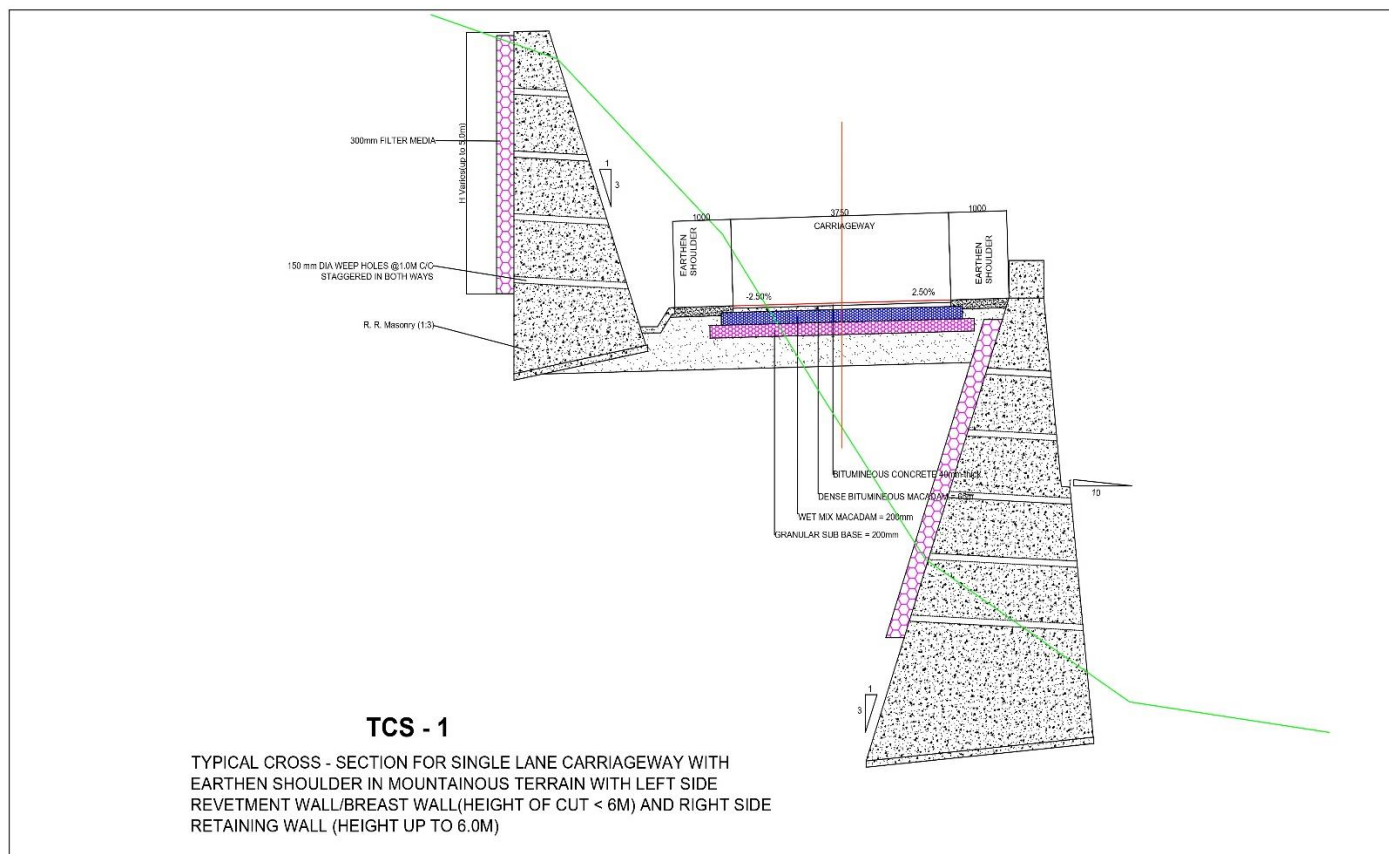 300mm FILTER MEDIA
H Varios(up to 5.0m)
150 mm DIA WEEP HOLES @1.0M C/C
STAGGERED IN BOTH WAYS
R. R. Masonry (1:3)
1
3
1000
3750
1000
CARRIAGEWAY
EARTHEN
SHOULDER
EARTHEN
SHOULDER
-2.50%
2.50%
BITUMINEOUS CONCRETE 40mm thick
DENSE BITUMINEOUS MACADAM =
WET MIX MACADAM = 200mm
GRANULAR SUB BASE = 200mm
1
10
1
3
TCS - 1
TYPICAL CROSS - SECTION FOR SINGLE LANE CARRIAGEWAY WITH
EARTHEN SHOULDER IN MOUNTAINOUS TERRAIN WITH LEFT SIDE
REVETMENT WALL/BREAST WALL(HEIGHT OF CUT < 6M) AND RIGHT SIDE
RETAINING WALL (HEIGHT UP TO 6.0M)